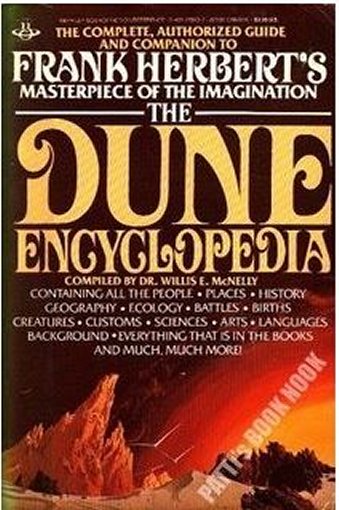 THE COMPLETE, AUTHORIZED GUIDE
AND COMPANION TO
FRANK HERBERT'S
MASTERPIECE OF THE IMAGINATION
THE
DUNE
ENCYCLOPEDIA
COMPILED BY DR. WILLIS E. McNELLY
CONTAINING ALL THE PEOPLE • PLACES • HISTORY
GEOGRAPHY • ECOLOGY • BATTLES • BIRTHS
CREATURES • CUSTOMS • SCIENCES • ARTS • LANGUAGES
BACKGROUND • EVERYTHING THAT IS IN THE BOOKS
AND MUCH, MUCH MORE!
PATTI'S BOOK NOOK